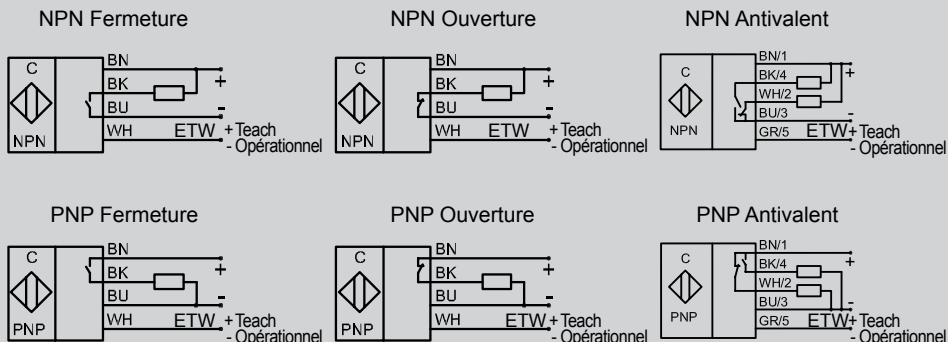 NPN Fermeture
C
NPN
BN
BK
BU
WH
ETW
+
-
+ Teach
- Opérationnel
NPN Ouverture
C
NPN
BN
BK
BU
WH
ETW
+
-
+ Teach
- Opérationnel
NPN Antivalent
C
NPN
BN/1
BK/4
WH/2
BU/3
GR/5
ETW
+
-
+ Teach
- Opérationnel
PNP Fermeture
C
PNP
BN
BK
BU
WH
ETW
+
-
+ Teach
- Opérationnel
PNP Ouverture
C
PNP
BN
BK
BU
WH
ETW
+
-
+ Teach
- Opérationnel
PNP Antivalent
C
PNP
BN/1
BK/4
WH/2
BU/3
GR/5
ETW
+
-
+ Teach
- Opérationnel